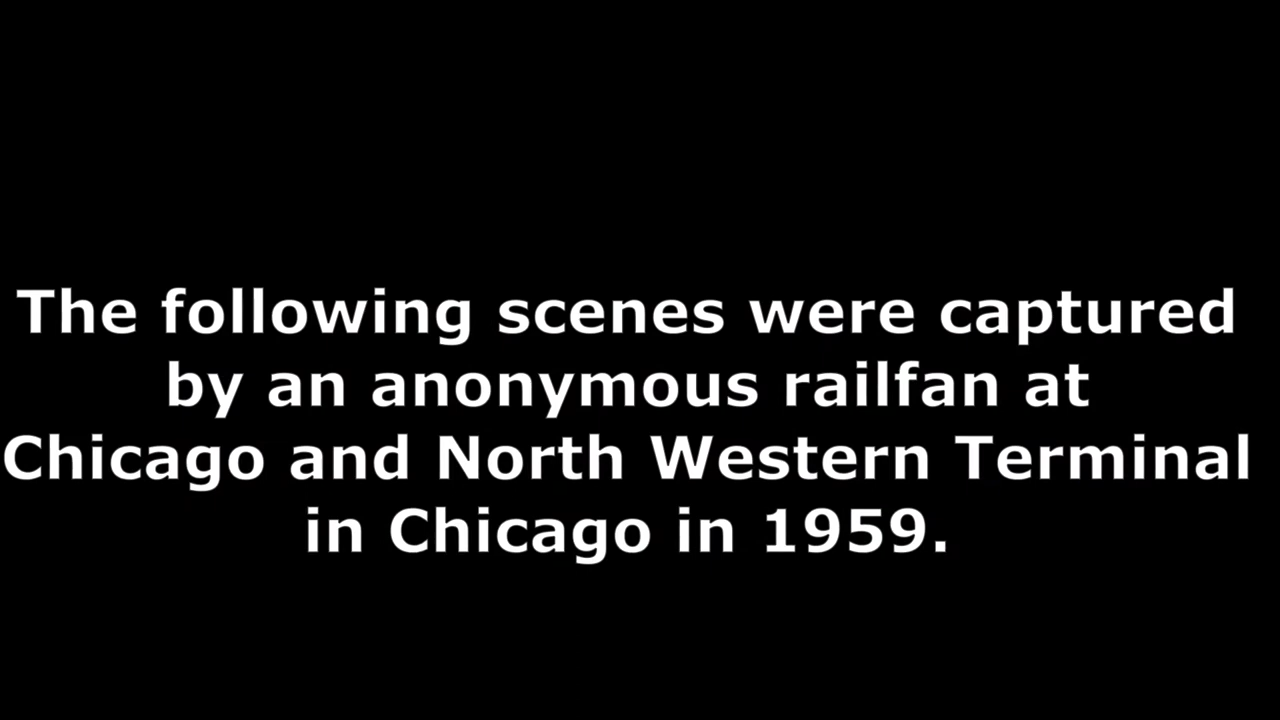 The following scenes were captured
by an anonymous railfan at
Chicago and North Western Terminal
in Chicago in 1959.